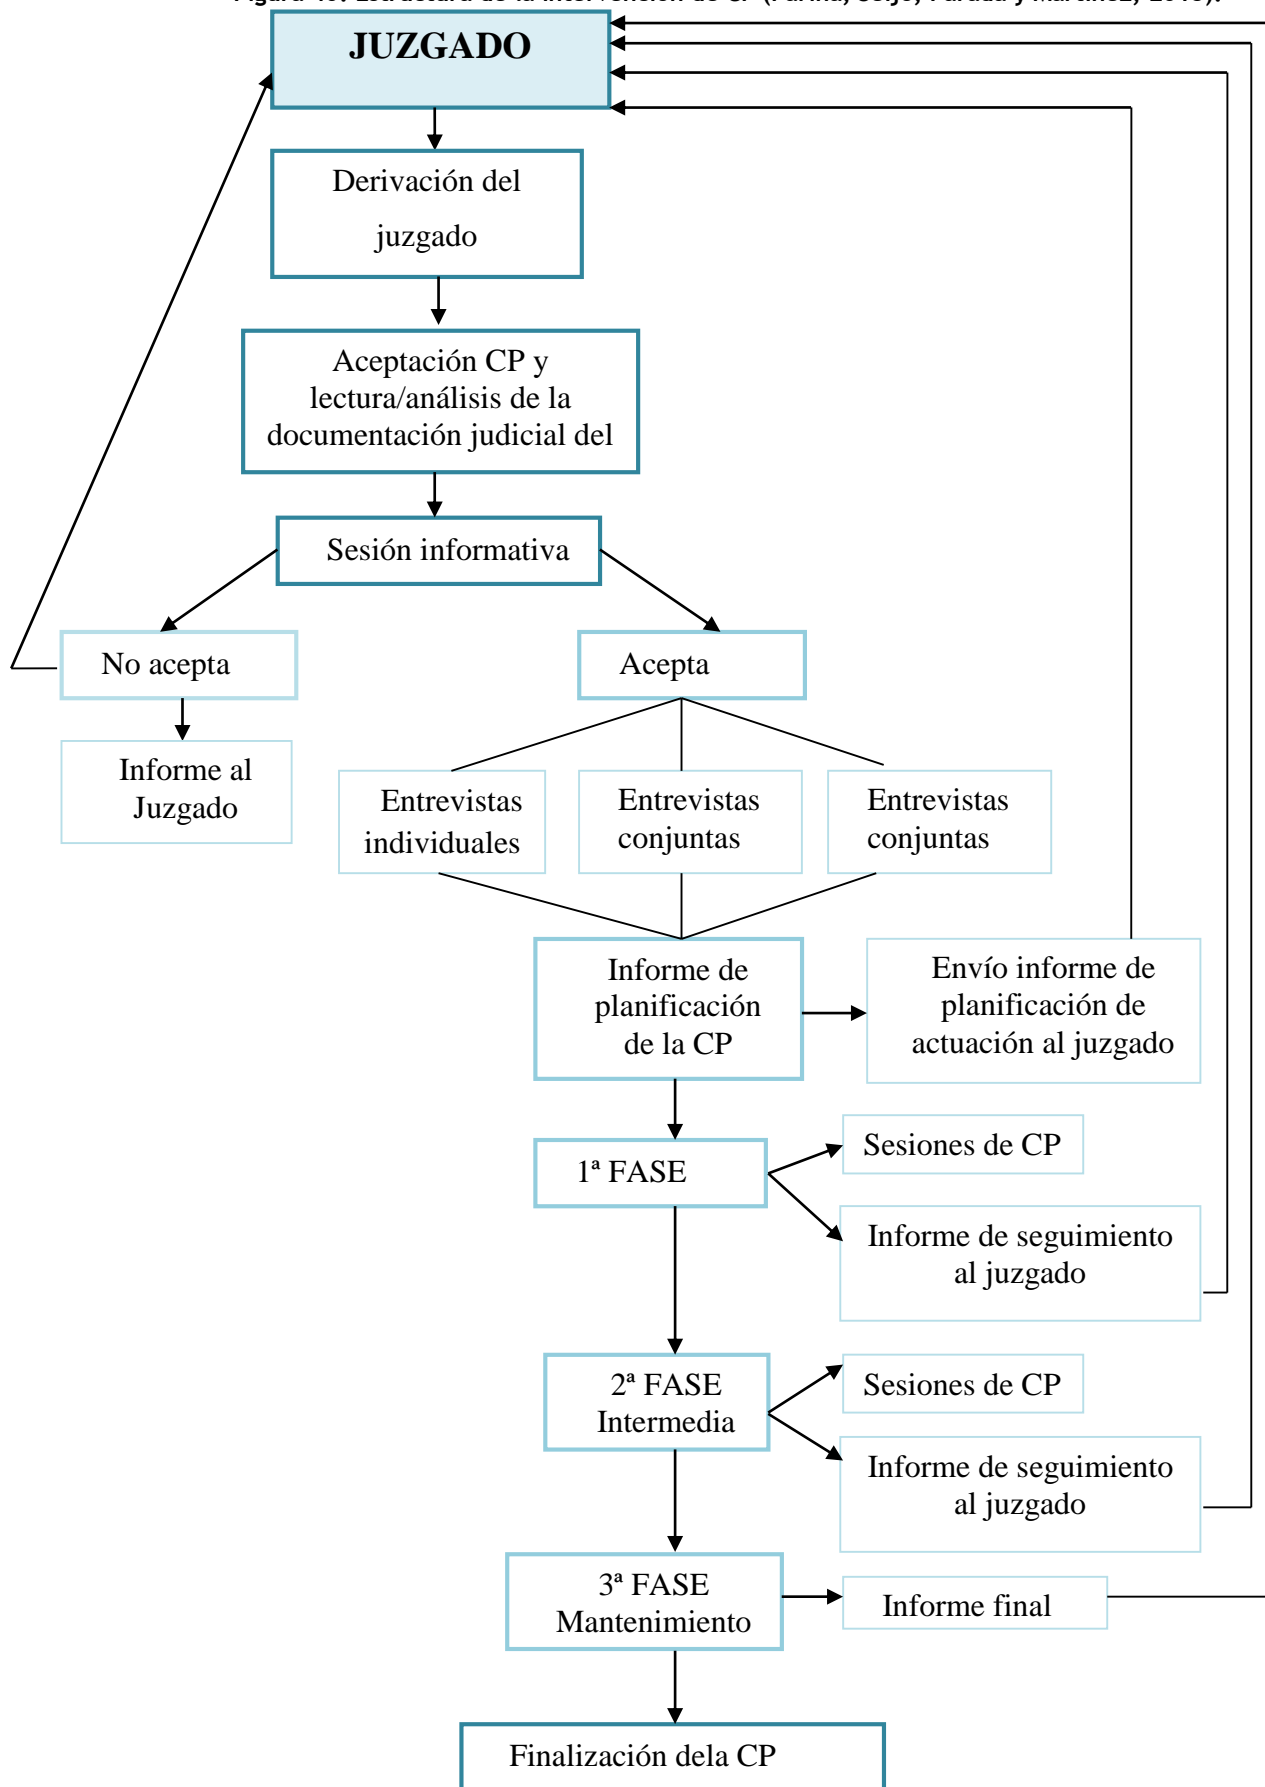 JUZGADO
Derivación del
juzgado
Aceptación CP y
lectura/análisis de la
documentación judicial del
Sesión informativa
No acepta
Acepta
Informe al
Juzgado
Entrevistas
individuales
Entrevistas
conjuntas
Entrevistas
conjuntas
Informe de
planificación
de la CP
Envío informe de
planificación de
actuación al juzgado
1ª FASE
Sesiones de CP
Informe de seguimiento
al juzgado
2ª FASE
Intermedia
Sesiones de CP
Informe de seguimiento
al juzgado
3ª FASE
Mantenimiento
Informe final
Finalización dela CP